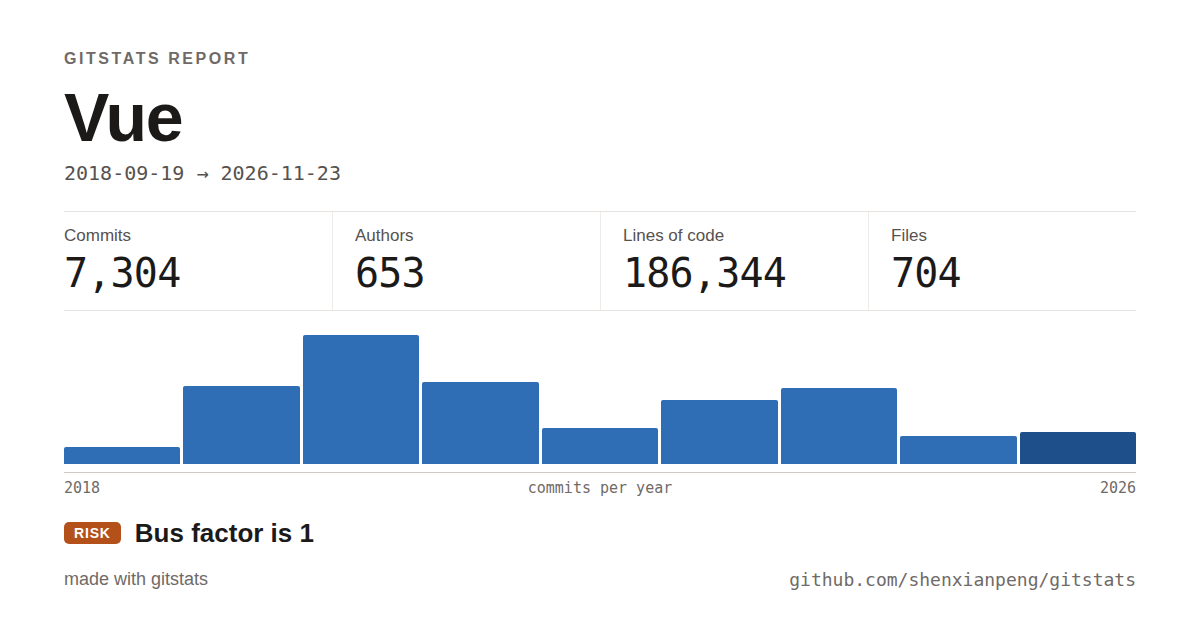 GITSTATS REPORT
Vue
2018-09-19 → 2026-11-23
Commits Authors Lines of code Files
7,304 653 186,344 704
2018 commits per year 2026
RISK Bus factor is 1
made with gitstats github.com/shenxianpeng/gitstats